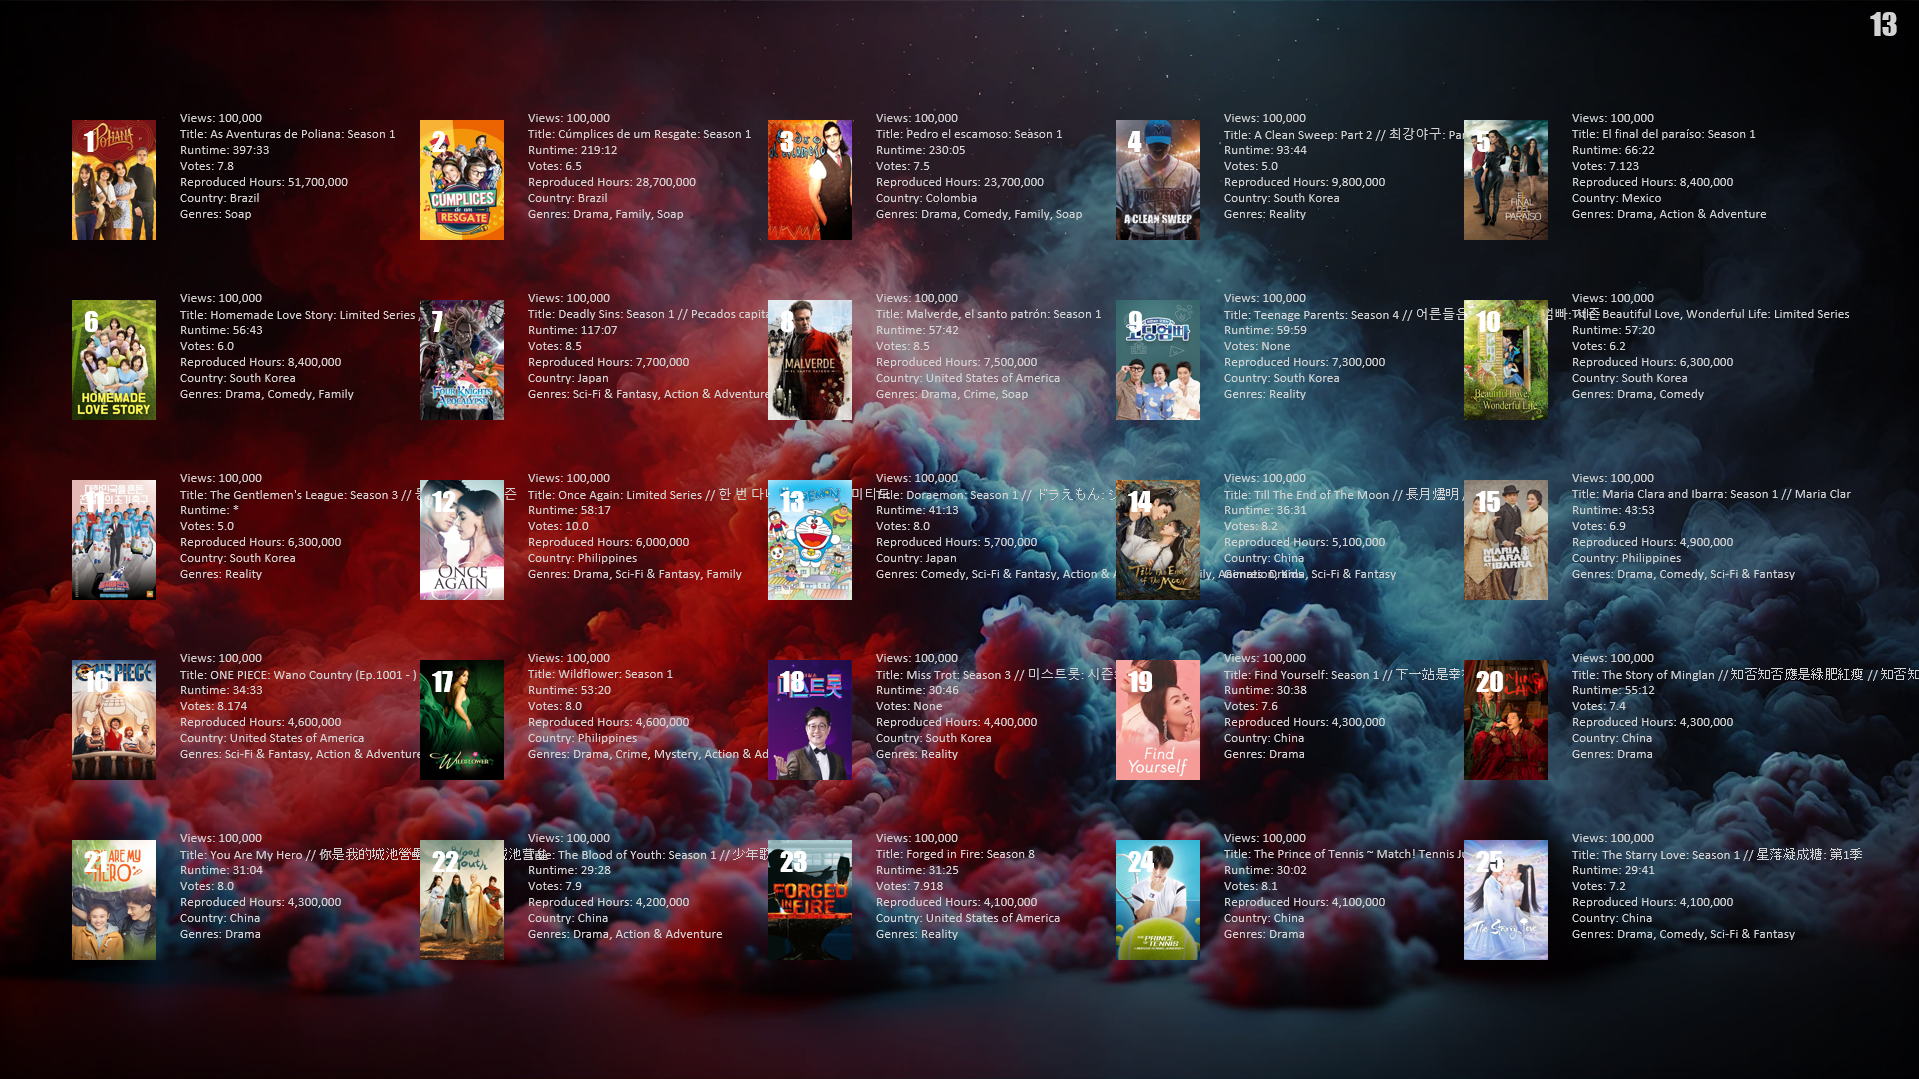 13
1
Views: 100,000
Title: As Aventuras de Poliana: Season 1
Runtime: 397:33
Votes: 7.8
Reproduced Hours: 51,700,000
Country: Brazil
Genres: Soap
2
CÚMPLICES
de um
RESGATE
Views: 100,000
Title: Cúmplices de um Resgate: Season 1
Runtime: 219:12
Votes: 6.5
Reproduced Hours: 28,700,000
Country: Brazil
Genres: Drama, Family, Soap
3
Views: 100,000
Title: Pedro el escamoso: Season 1
Runtime: 230:05
Votes: 7.5
Reproduced Hours: 23,700,000
Country: Colombia
Genres: Drama, Comedy, Family, Soap
4
MONSTERS
A CLEAN SWEEP
Views: 100,000
Title: A Clean Sweep: Part 2 // 최강야구: Pa
Runtime: 93:44
Votes: 5.0
Reproduced Hours: 9,800,000
Country: South Korea
Genres: Reality
5
EL
FINAL
PARAÍSO
Views: 100,000
Title: El final del paraíso: Season 1
Runtime: 66:22
Votes: 7.123
Reproduced Hours: 8,400,000
Country: Mexico
Genres: Drama, Action & Adventure
6
HOMEMADE
LOVE STORY
Views: 100,000
Title: Homemade Love Story: Limited Series
Runtime: 56:43
Votes: 6.0
Reproduced Hours: 8,400,000
Country: South Korea
Genres: Drama, Comedy, Family
7
FOUR KNIGHTS
APOCALYPSE
Views: 100,000
Title: Deadly Sins: Season 1 // Pecados capita
Runtime: 117:07
Votes: 8.5
Reproduced Hours: 7,700,000
Country: Japan
Genres: Sci-Fi & Fantasy, Action & Adventure
8
MALVERDE
Views: 100,000
Title: Malverde, el santo patrón: Season 1
Runtime: 57:42
Votes: 8.5
Reproduced Hours: 7,500,000
Country: United States of America
Genres: Drama, Crime, Soap
9
고딩엄빠
Views: 100,000
Title: Teenage Parents: Season 4 // 어른들은
Runtime: 59:59
Votes: None
Reproduced Hours: 7,300,000
Country: South Korea
Genres: Reality
10
Beautiful Love,
Wonderful Life
Views: 100,000
Title: Beautiful Love, Wonderful Life: Limited Series
Runtime: 57:20
Votes: 6.2
Reproduced Hours: 6,300,000
Country: South Korea
Genres: Drama, Comedy
11
Views: 100,000
Title: The Gentlemen's League: Season 3 //
Runtime: *
Votes: 5.0
Reproduced Hours: 6,300,000
Country: South Korea
Genres: Reality
12
ONCE
AGAIN
Views: 100,000
Title: Once Again: Limited Series // 한 번 다
Runtime: 58:17
Votes: 10.0
Reproduced Hours: 6,000,000
Country: Philippines
Genres: Drama, Sci-Fi & Fantasy, Family
13
Views: 100,000
Title: Doraemon: Season 1 // ドラえもん: シ
Runtime: 41:13
Votes: 8.0
Reproduced Hours: 5,700,000
Country: Japan
Genres: Comedy, Sci-Fi & Fantasy, Action &
14
Till The End
of The Moon
Views: 100,000
Title: Till The End of The Moon // 長月燼明
Runtime: 36:31
Votes: 8.2
Reproduced Hours: 5,100,000
Country: China
Genres: Drama, Sci-Fi & Fantasy
15
MARIA
CLARA
IBARRA
Views: 100,000
Title: Maria Clara and Ibarra: Season 1 // Maria Clar
Runtime: 43:53
Votes: 6.9
Reproduced Hours: 4,900,000
Country: Philippines
Genres: Drama, Comedy, Sci-Fi & Fantasy
16
ONE PIECE
Views: 100,000
Title: ONE PIECE: Wano Country (Ep.1001 - )
Runtime: 34:33
Votes: 8.174
Reproduced Hours: 4,600,000
Country: United States of America
Genres: Sci-Fi & Fantasy, Action & Adventure
17
WILDFLOWER
Views: 100,000
Title: Wildflower: Season 1
Runtime: 53:20
Votes: 8.0
Reproduced Hours: 4,600,000
Country: Philippines
Genres: Drama, Crime, Mystery, Action & Ad
18
미스트롯
Views: 100,000
Title: Miss Trot: Season 3 // 미스트롯: 시즌
Runtime: 30:46
Votes: None
Reproduced Hours: 4,400,000
Country: South Korea
Genres: Reality
19
Find
Yourself
Views: 100,000
Title: Find Yourself: Season 1 // 下一站是幸
Runtime: 30:38
Votes: 7.6
Reproduced Hours: 4,300,000
Country: China
Genres: Drama
20
Views: 100,000
Title: The Story of Minglan // 知否知否應是綠肥紅瘦 // 知否知
Runtime: 55:12
Votes: 7.4
Reproduced Hours: 4,300,000
Country: China
Genres: Drama
21
YOU ARE MY
HERO
Views: 100,000
Title: You Are My Hero // 你是我的城池營壘
Runtime: 31:04
Votes: 8.0
Reproduced Hours: 4,300,000
Country: China
Genres: Drama
22
Blood
Youth
Views: 100,000
Title: The Blood of Youth: Season 1 // 少年歌
Runtime: 29:28
Votes: 7.9
Reproduced Hours: 4,200,000
Country: China
Genres: Drama, Action & Adventure
23
FORGED
IN
FIRE
Views: 100,000
Title: Forged in Fire: Season 8
Runtime: 31:25
Votes: 7.918
Reproduced Hours: 4,100,000
Country: United States of America
Genres: Reality
24
THE PRINCE
OF TENNIS
Views: 100,000
Title: The Prince of Tennis ~ Match! Tennis Ju
Runtime: 30:02
Votes: 8.1
Reproduced Hours: 4,100,000
Country: China
Genres: Drama
25
The Starry Love
Views: 100,000
Title: The Starry Love: Season 1 // 星落凝成糖: 第1季
Runtime: 29:41
Votes: 7.2
Reproduced Hours: 4,100,000
Country: China
Genres: Drama, Comedy, Sci-Fi & Fantasy